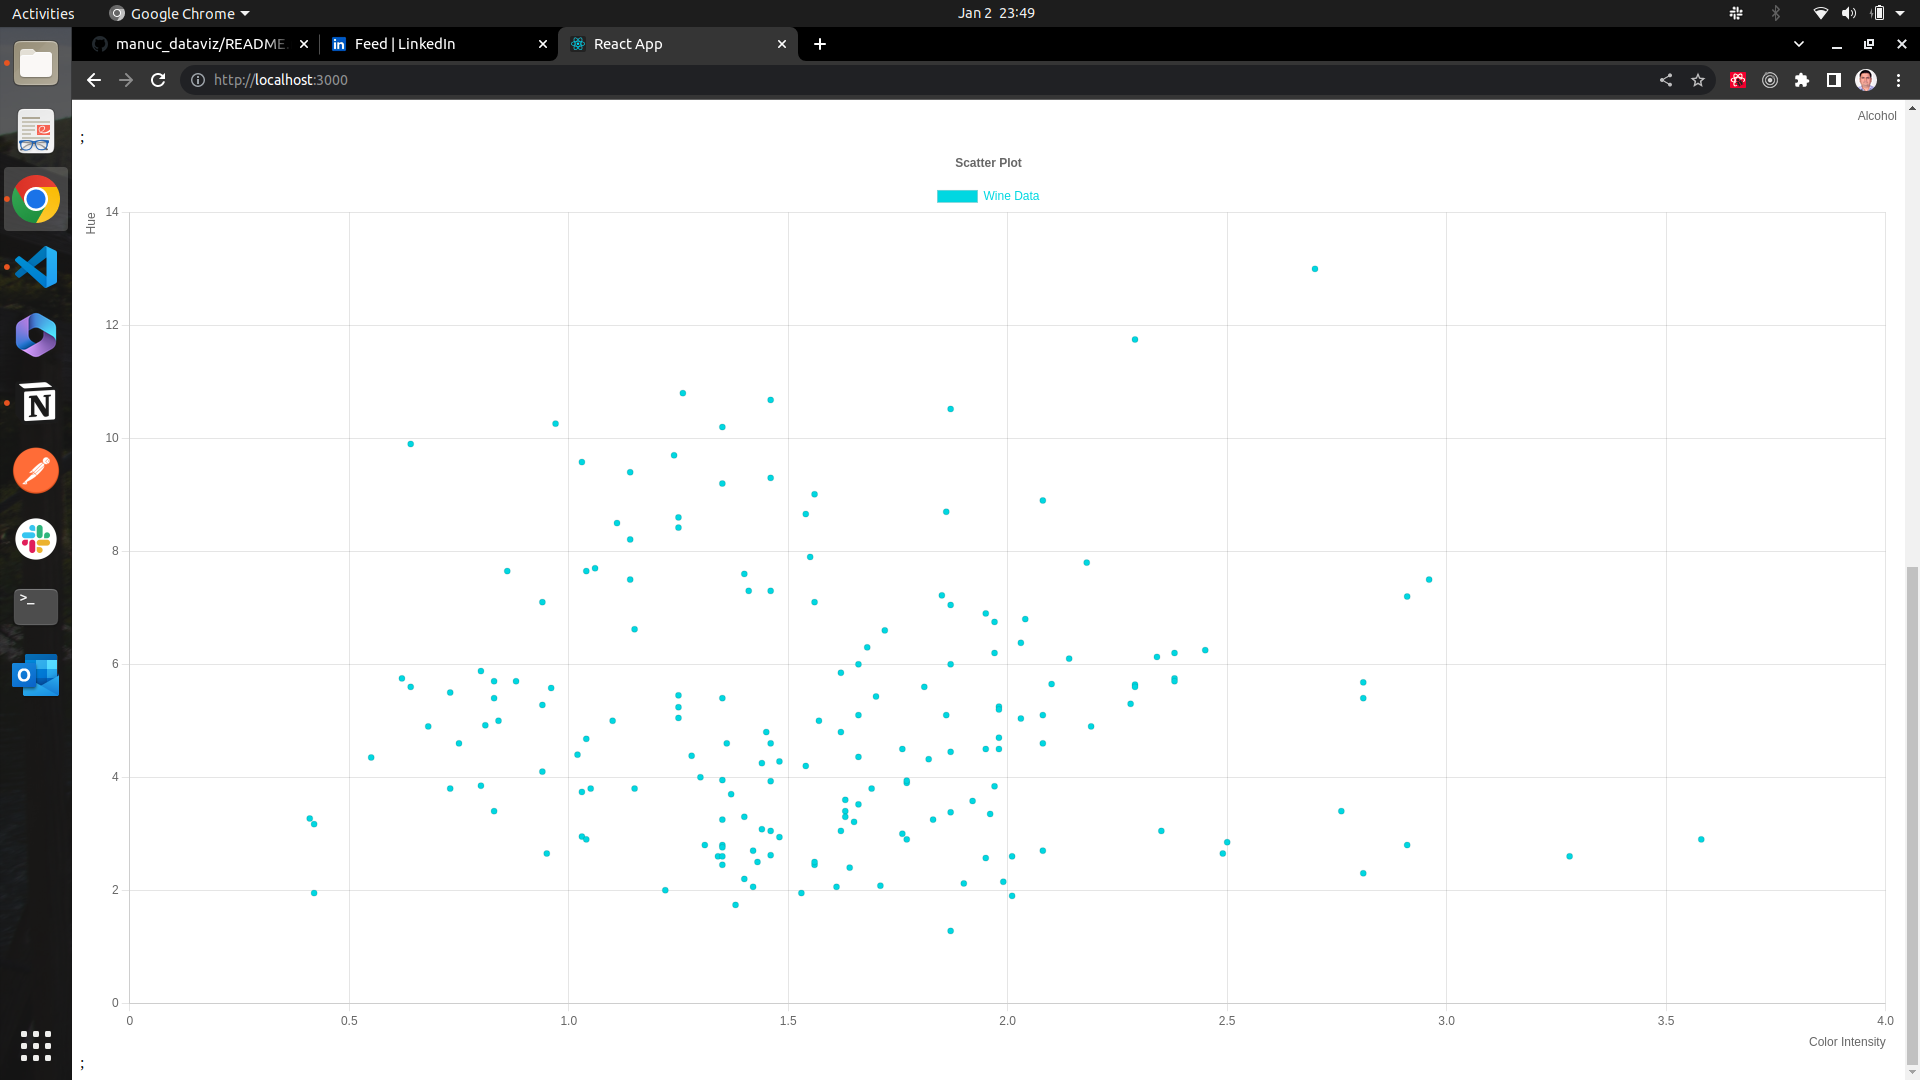 Activities
Google Chrome
Jan 2 23:49
manuc_dataviz/README.
Feed | LinkedIn
React App
http://localhost:3000
Alcohol
;
Scatter Plot
Wine Data
Hue
14
12
10
8
6
4
2
0
0 0.5 1.0 1.5 2.0 2.5 3.0 3.5 4.0
Color Intensity
;